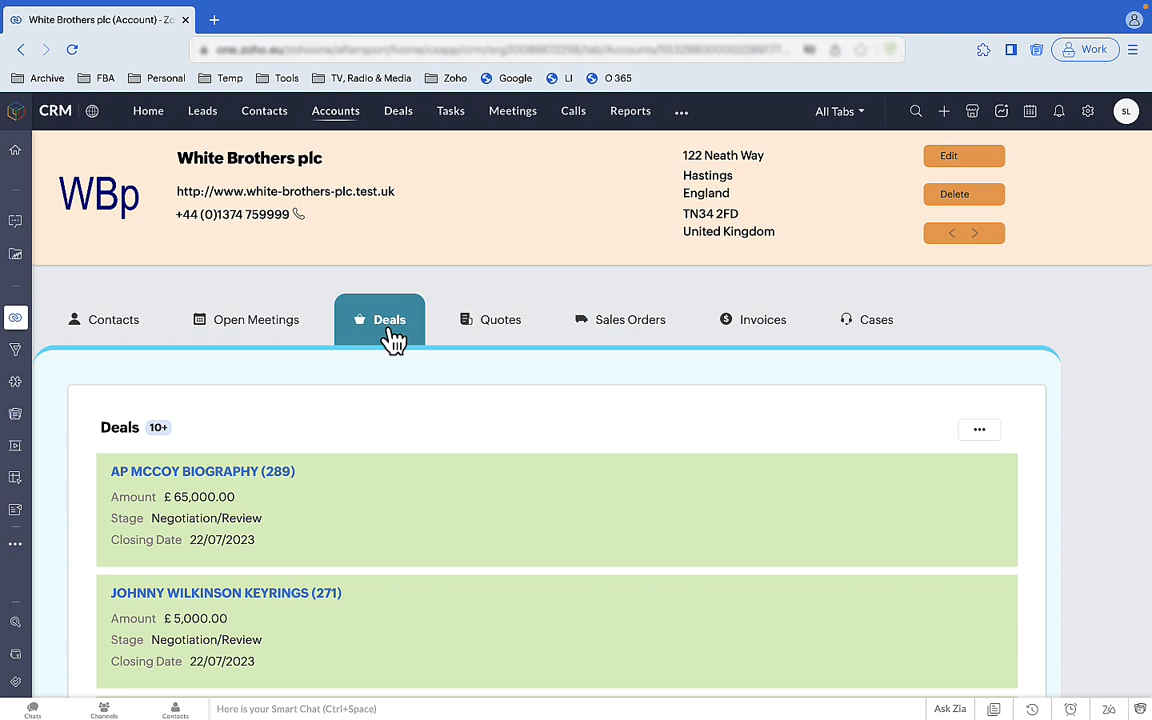 White Brothers plc (Account) - Zo
Work
Archive FBA Personal Temp Tools TV, Radio & Media Zoho Google LI O 365
CRM Home Leads Contacts Accounts Deals Tasks Meetings Calls Reports ... All Tabs SL
WBp
White Brothers plc
http://www.white-brothers-plc.test.uk
+44 (0)1374 759999
122 Neath Way
Hastings
England
TN34 2FD
United Kingdom
Edit
Delete
Contacts Open Meetings Deals Quotes Sales Orders Invoices Cases
Deals 10+
AP MCCOY BIOGRAPHY (289)
Amount £ 65,000.00
Stage Negotiation/Review
Closing Date 22/07/2023
JOHNNY WILKINSON KEYRINGS (271)
Amount £ 5,000.00
Stage Negotiation/Review
Closing Date 22/07/2023
Chats Channels Contacts Here is your Smart Chat (Ctrl+Space) Ask Zia